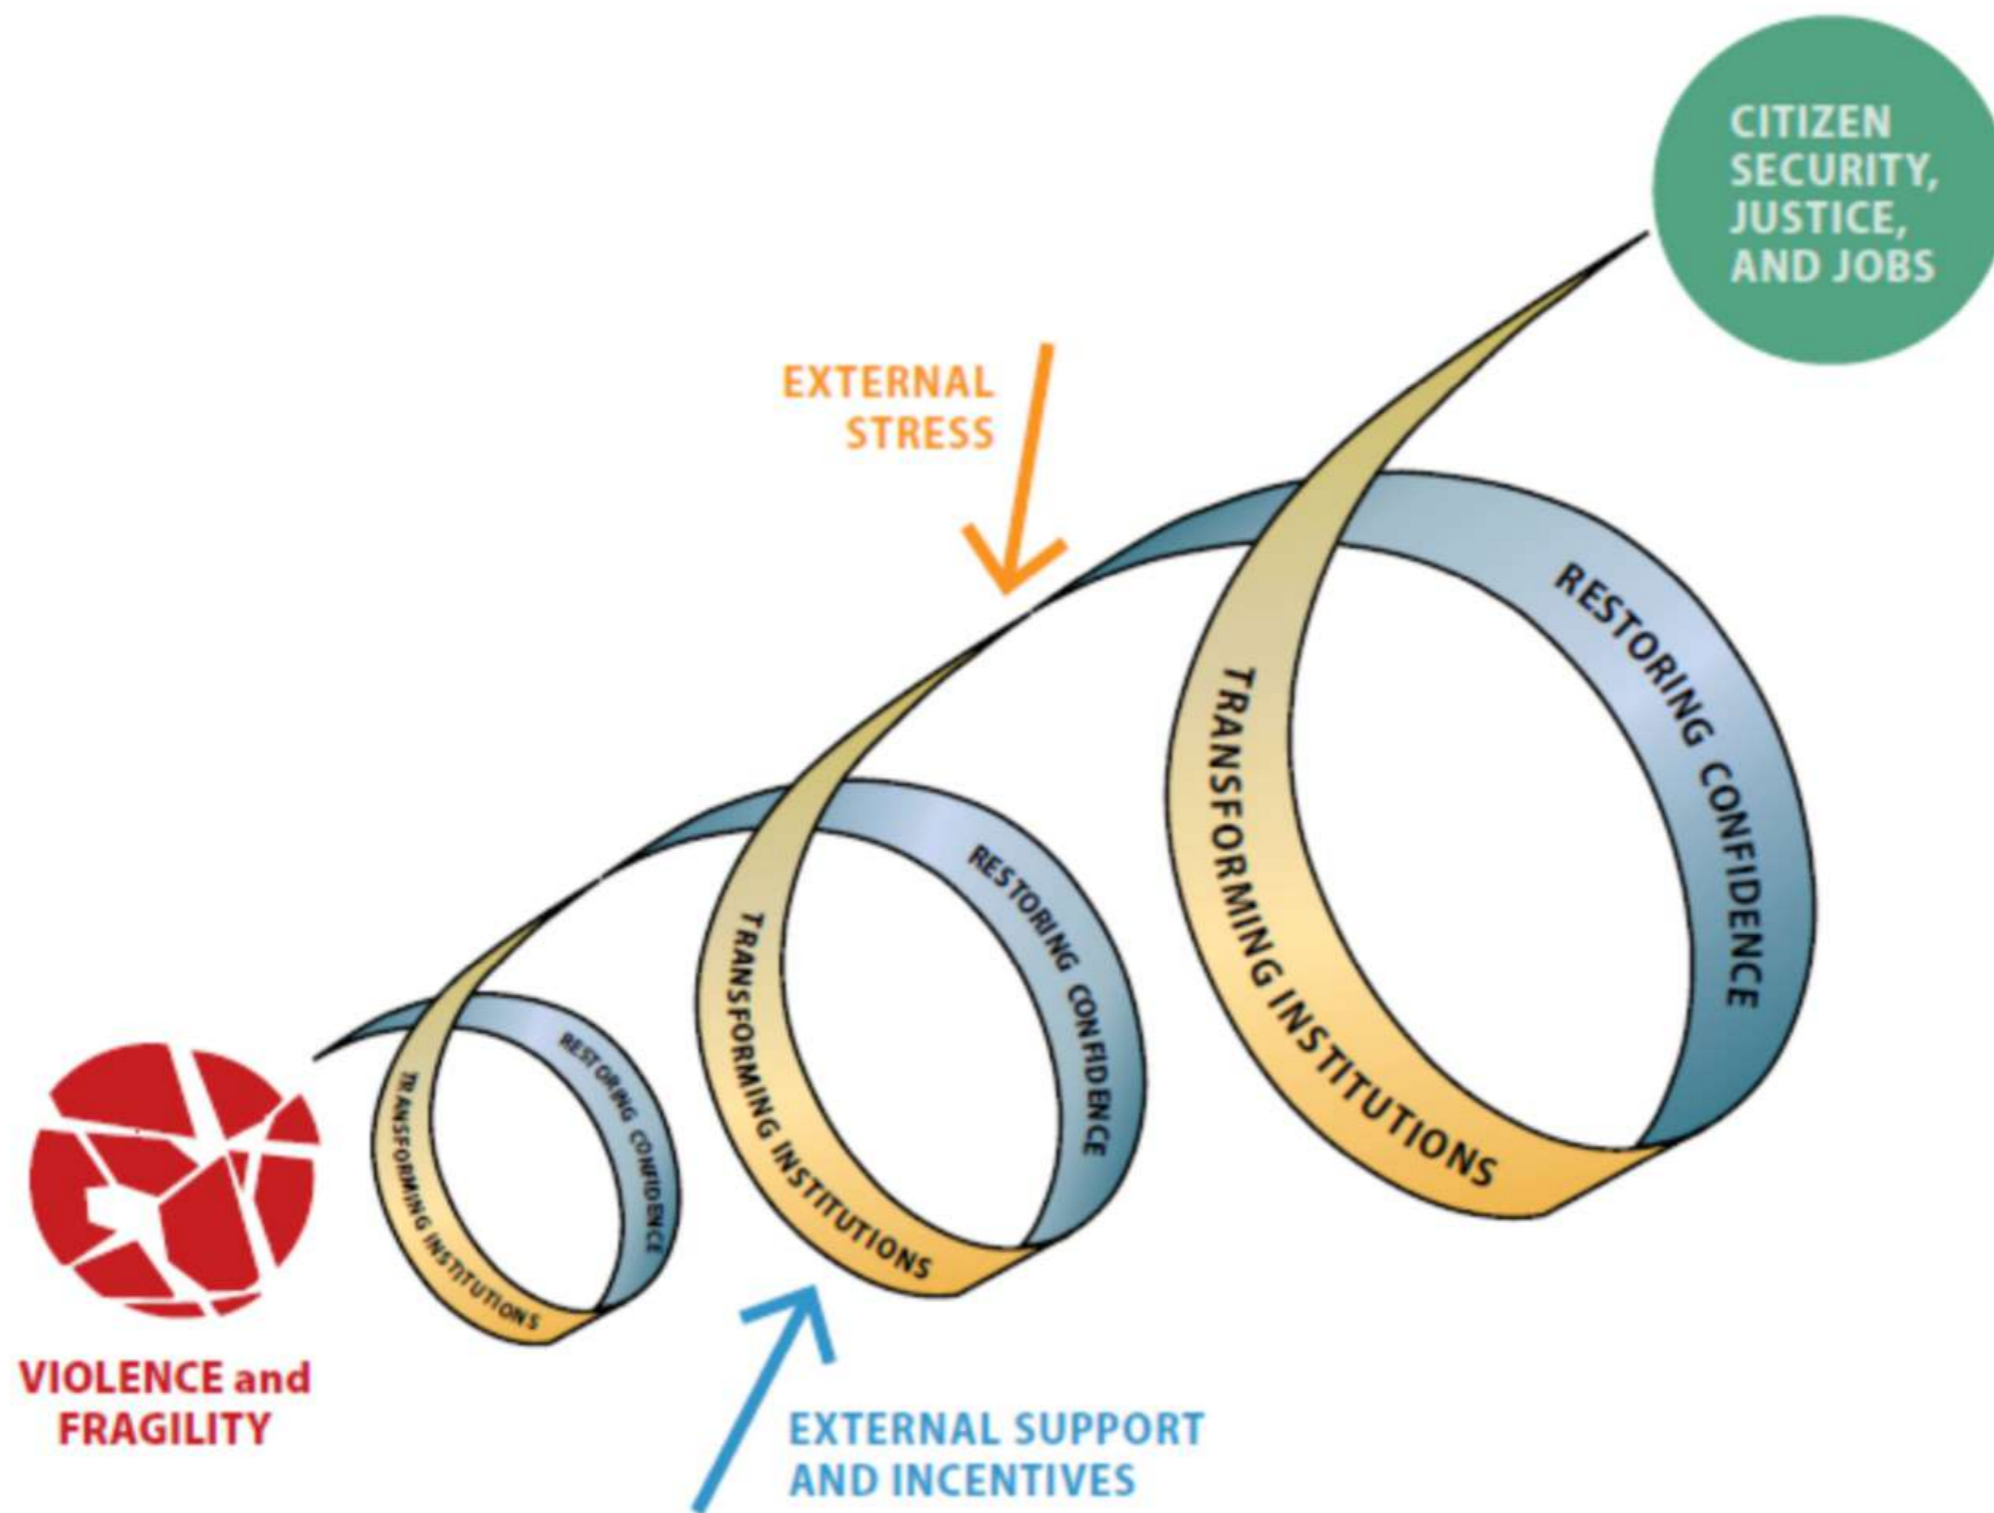 CITIZEN
SECURITY,
JUSTICE,
AND JOBS
EXTERNAL
STRESS
RESTORING CONFIDENCE
TRANSFORMING INSTITUTIONS
RESTORING CONFIDENCE
TRANSFORMING INSTITUTIONS
RESTORING CONFIDENCE
TRANSFORMING INSTITUTIONS
VIOLENCE and
FRAGILITY
EXTERNAL SUPPORT
AND INCENTIVES